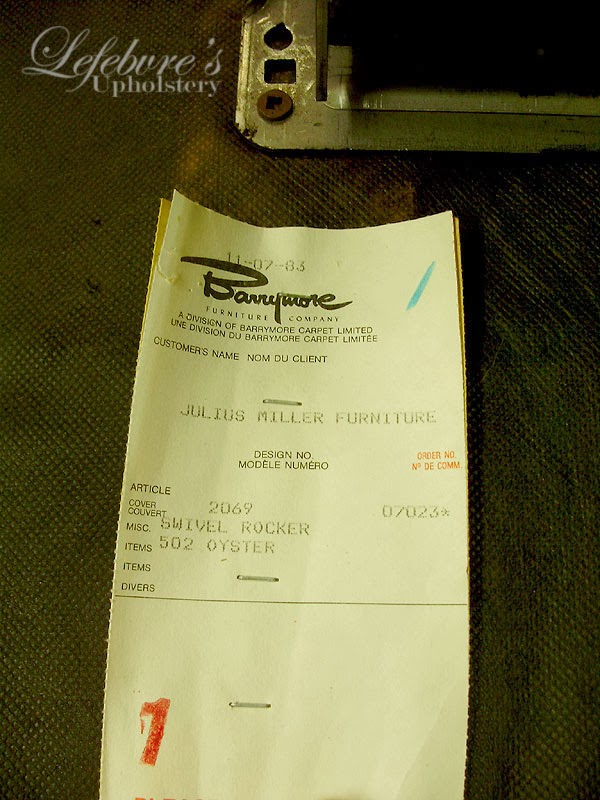 Lefebvre's
Upholstery
11-07-83
Barrymore
FURNITURE COMPANY
A DIVISION OF BARRYMORE CARPET LIMITED
UNE DIVISION DU BARRYMORE CARPET LIMITÉE
CUSTOMER'S NAME NOM DU CLIENT
JULIUS MILLER FURNITURE
DESIGN NO.
MODÈLE NUMÉRO
ORDER NO.
Nº DE COMM.
ARTICLE
COVER
COUVERT
2069 07023*
MISC. SWIVEL ROCKER
ITEMS 502 OYSTER
ITEMS
DIVERS
7